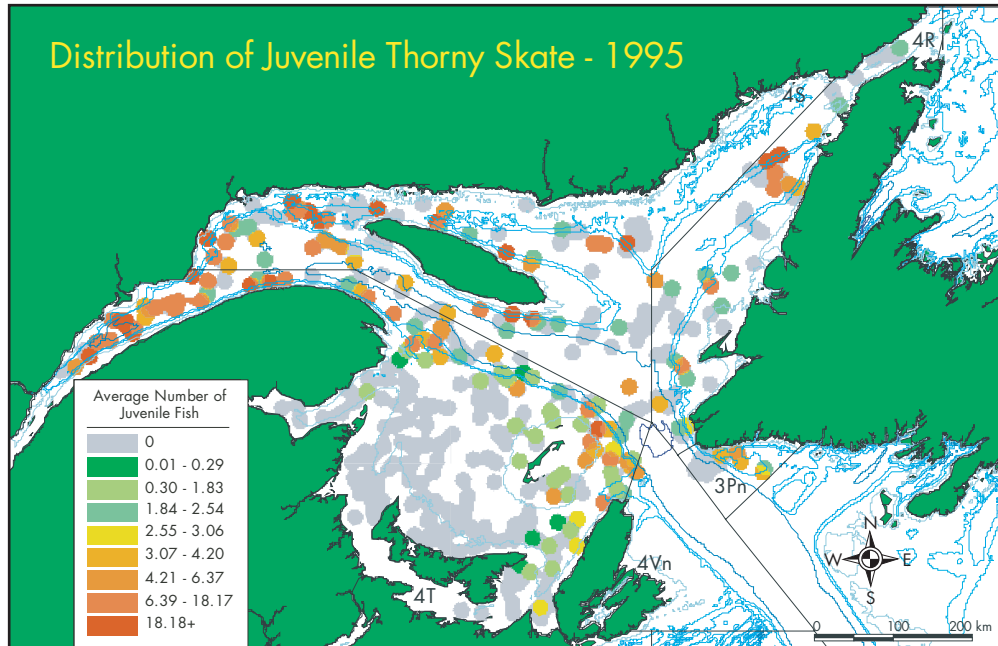 Distribution of Juvenile Thorny Skate - 1995
4R
4S
3Pn
4Vn
4T
Average Number of
Juvenile Fish
0
0.01 - 0.29
0.30 - 1.83
1.84 - 2.54
2.55 - 3.06
3.07 - 4.20
4.21 - 6.37
6.39 - 18.17
18.18+
N
W E
S
0 100 200 km